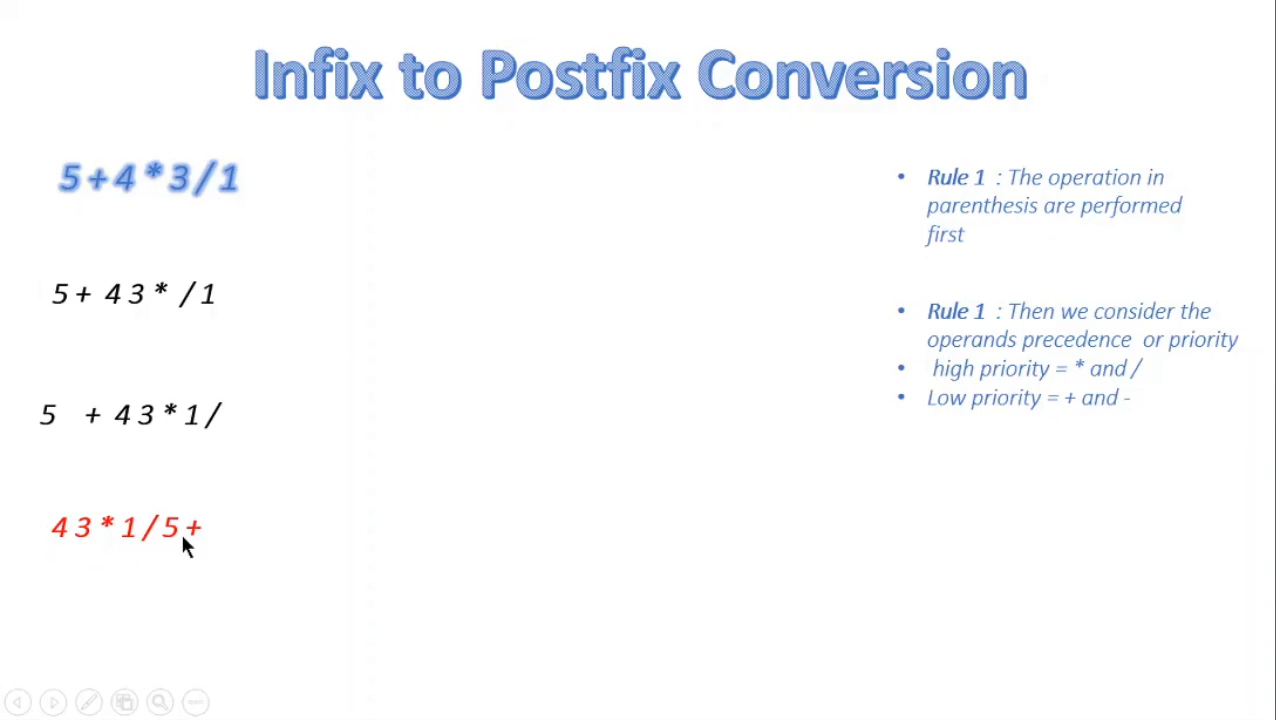 Infix to Postfix Conversion
5+4*3/1
5+ 4 3 * / 1
5 + 4 3 * 1 /
4 3 * 1 / 5 +
• Rule 1 : The operation in
parenthesis are performed
first
• Rule 1 : Then we consider the
operands precedence or priority
• high priority = * and /
• Low priority = + and -